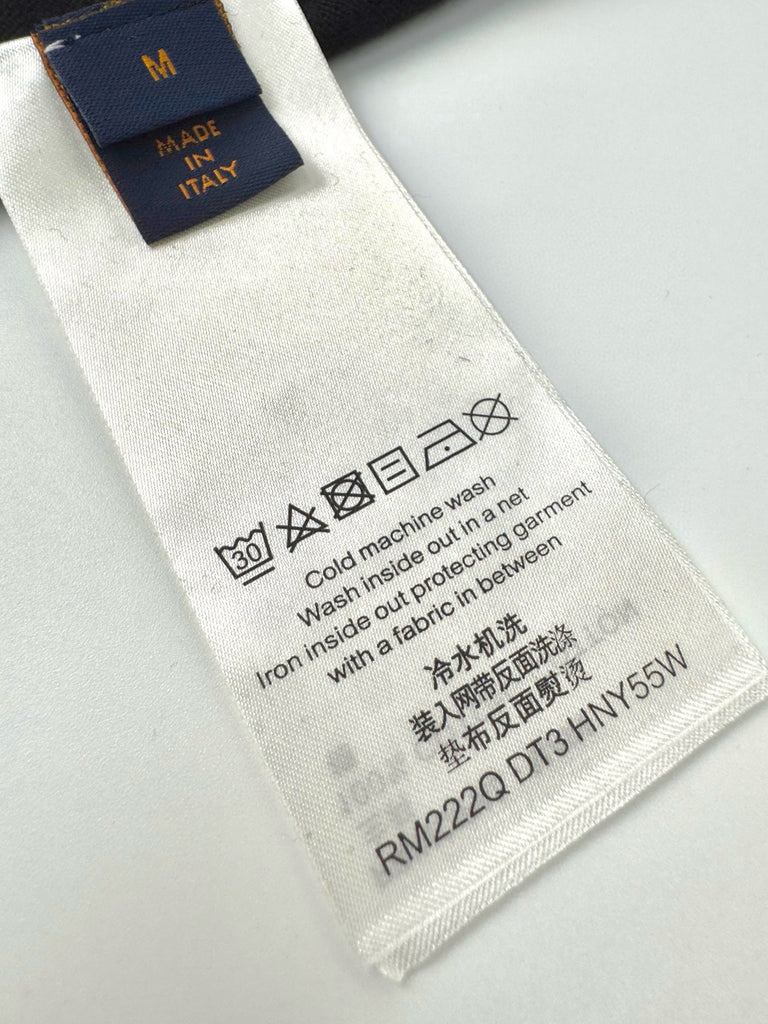 M
MADE
IN
ITALY
30
Cold machine wash
Wash inside out in a net
Iron inside out protecting garment
with a fabric in between
冷水机洗
装入网带反面洗涤
垫布反面熨烫
RM222Q DT3 HNY55W